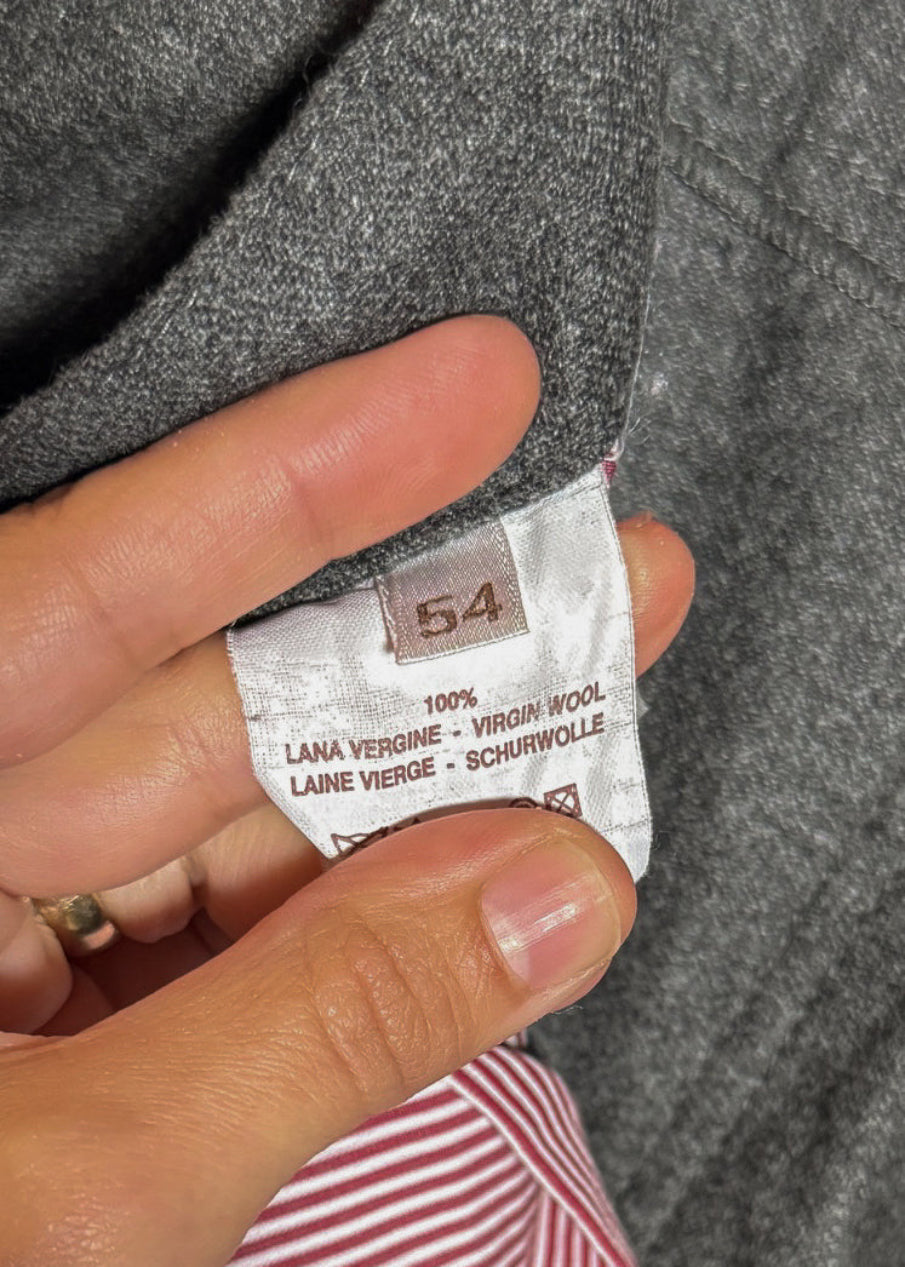 54
100%
LANA VERGINE - VIRGIN WOOL
LAINE VIERGE - SCHURWOLLE